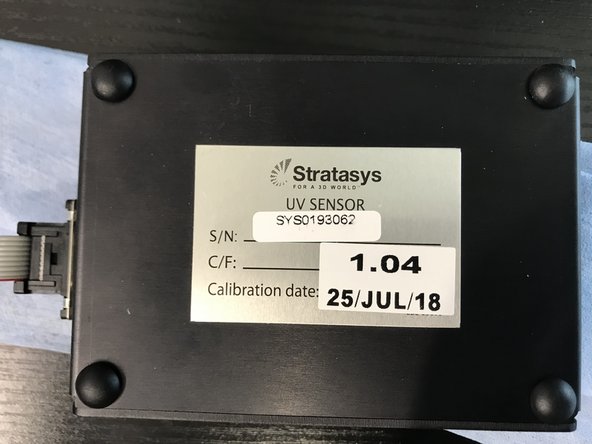 Stratasys
FOR A 3D WORLD
UV SENSOR
S/N: SYS0193062
C/F: 1.04
Calibration date: 25/JUL/18